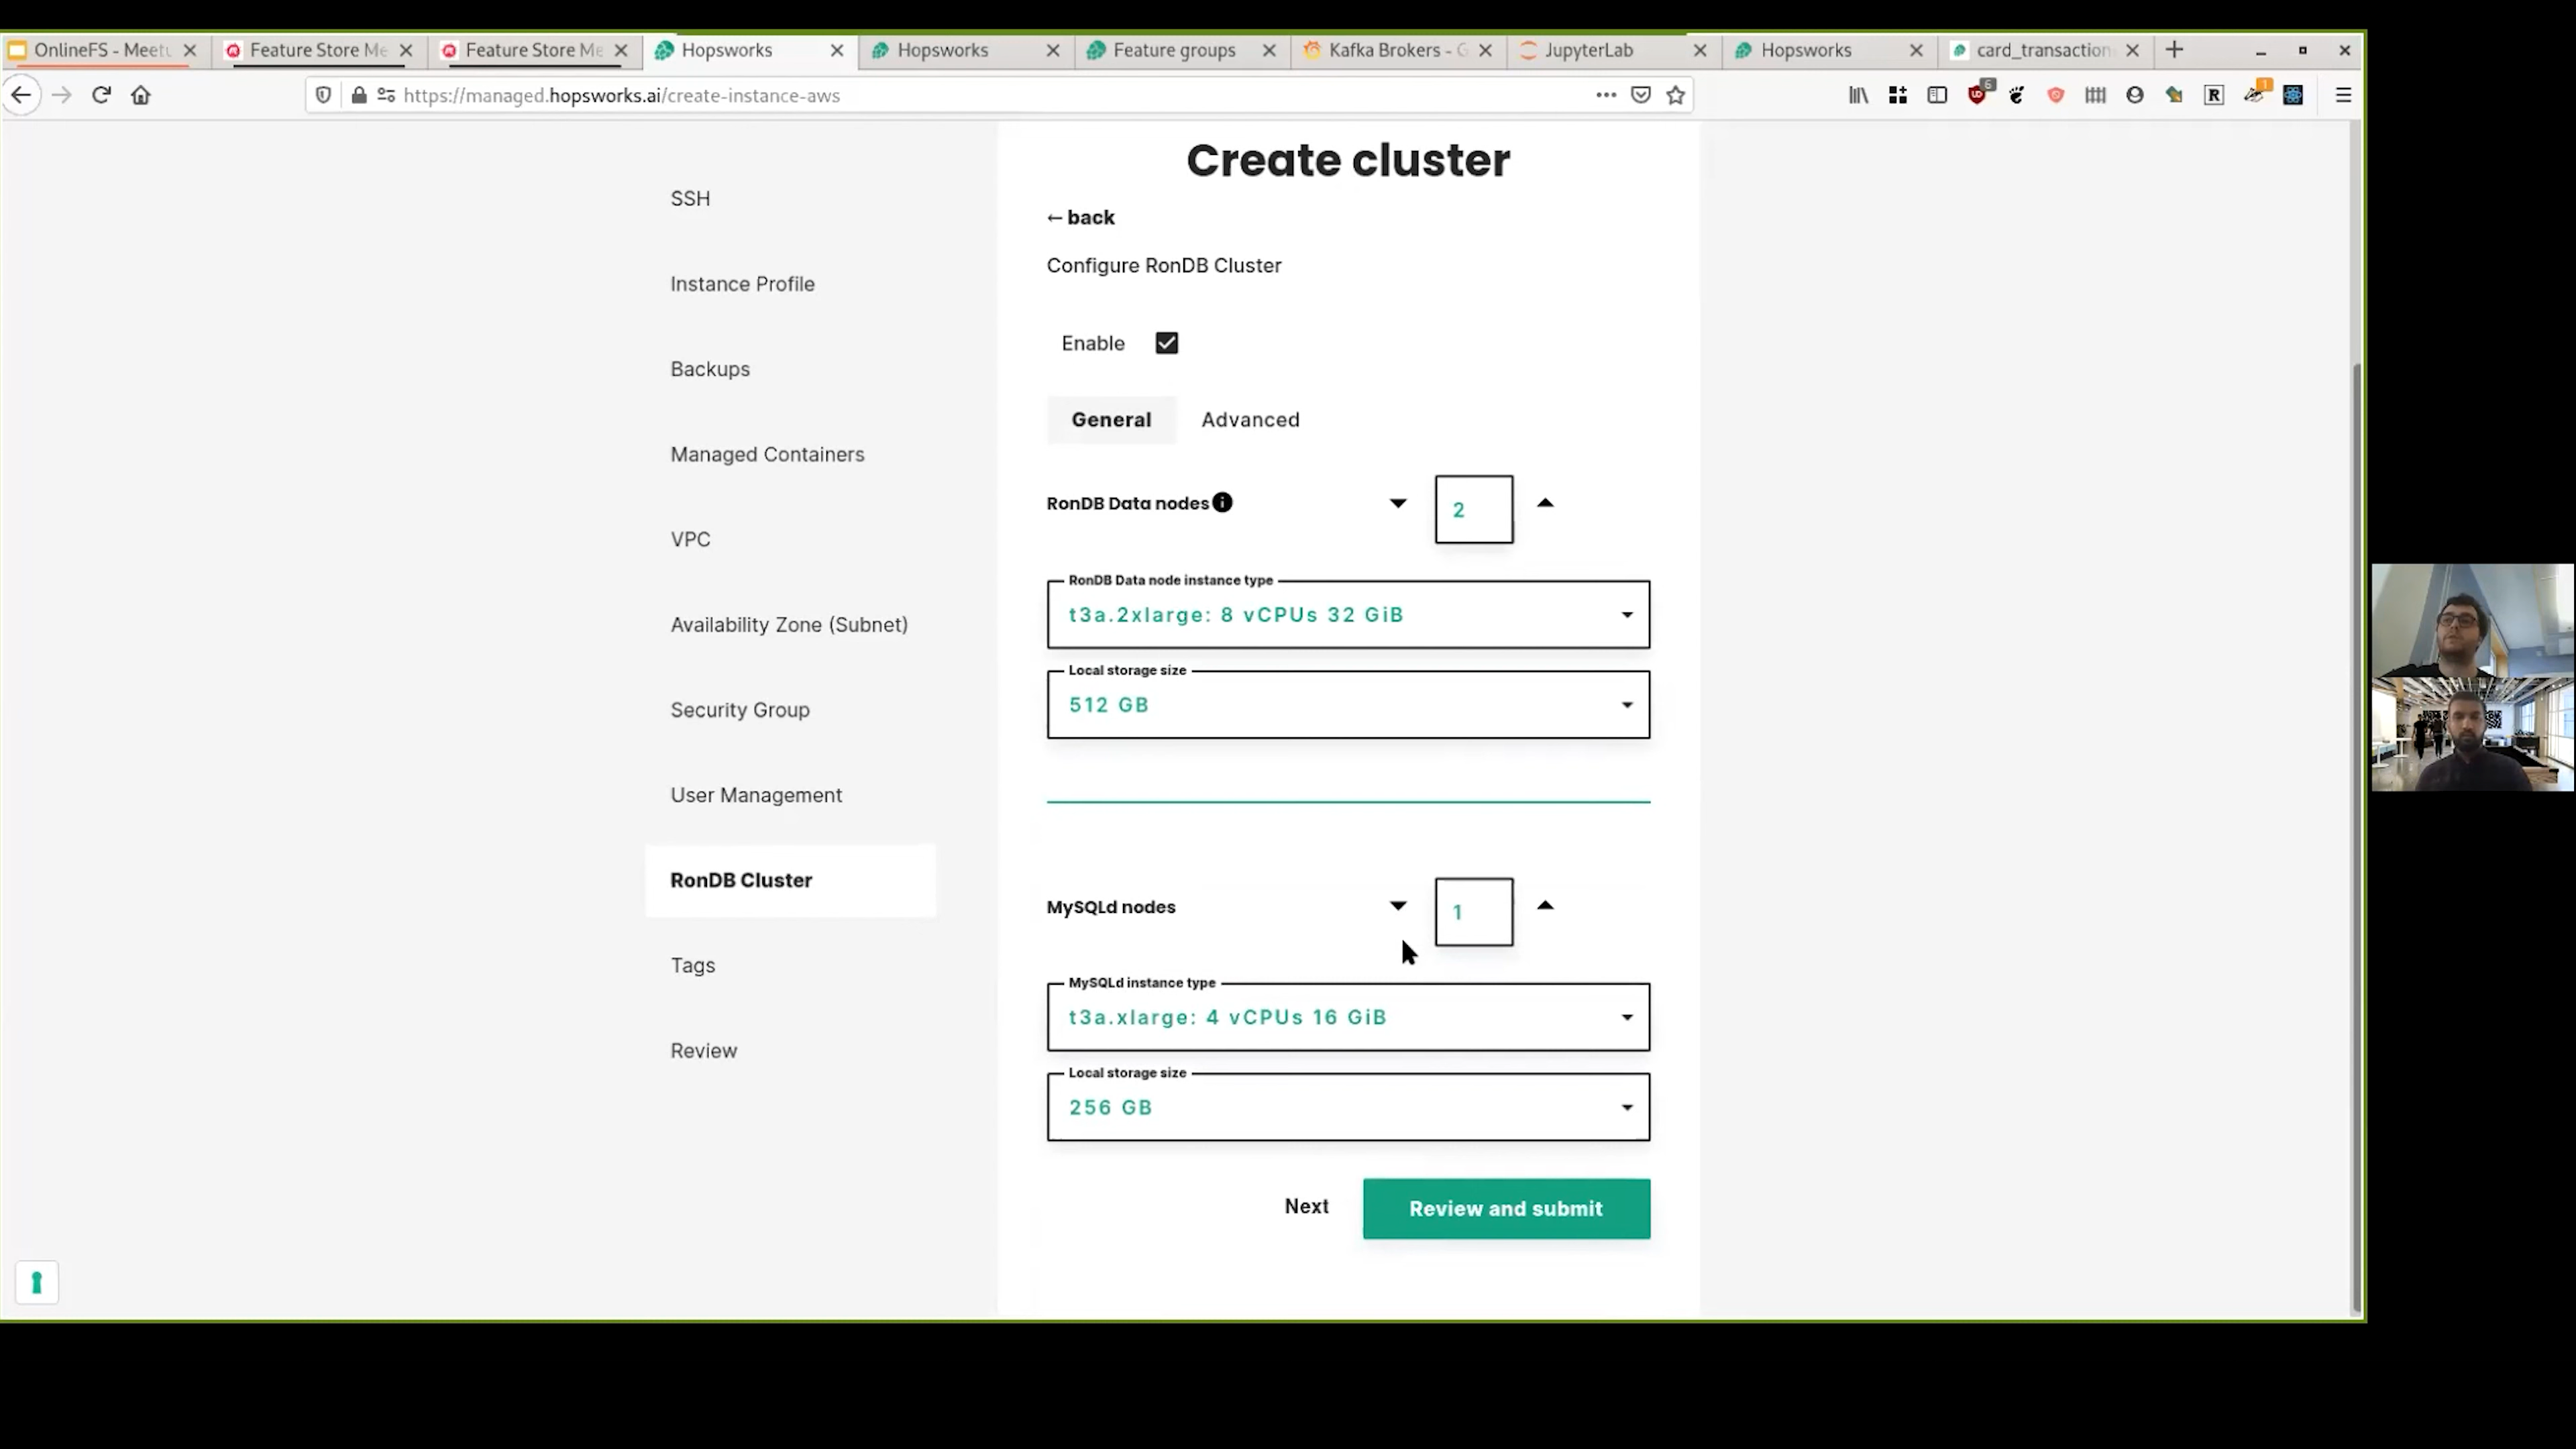 OnlineFS - Meetu
Feature Store Me
Feature Store Me
Hopsworks
Hopsworks
Feature groups
Kafka Brokers - G
JupyterLab
Hopsworks
card_transaction
https://managed.hopsworks.ai/create-instance-aws
6
R
1
SSH
Instance Profile
Backups
Managed Containers
VPC
Availability Zone (Subnet)
Security Group
User Management
RonDB Cluster
Tags
Review
Create cluster
← back
Configure RonDB Cluster
Enable
General
Advanced
RonDB Data nodes
2
RonDB Data node instance type
t3a.2xlarge: 8 vCPUs 32 GiB
Local storage size
512 GB
MySQLd nodes
1
MySQLd instance type
t3a.xlarge: 4 vCPUs 16 GiB
Local storage size
256 GB
Next
Review and submit